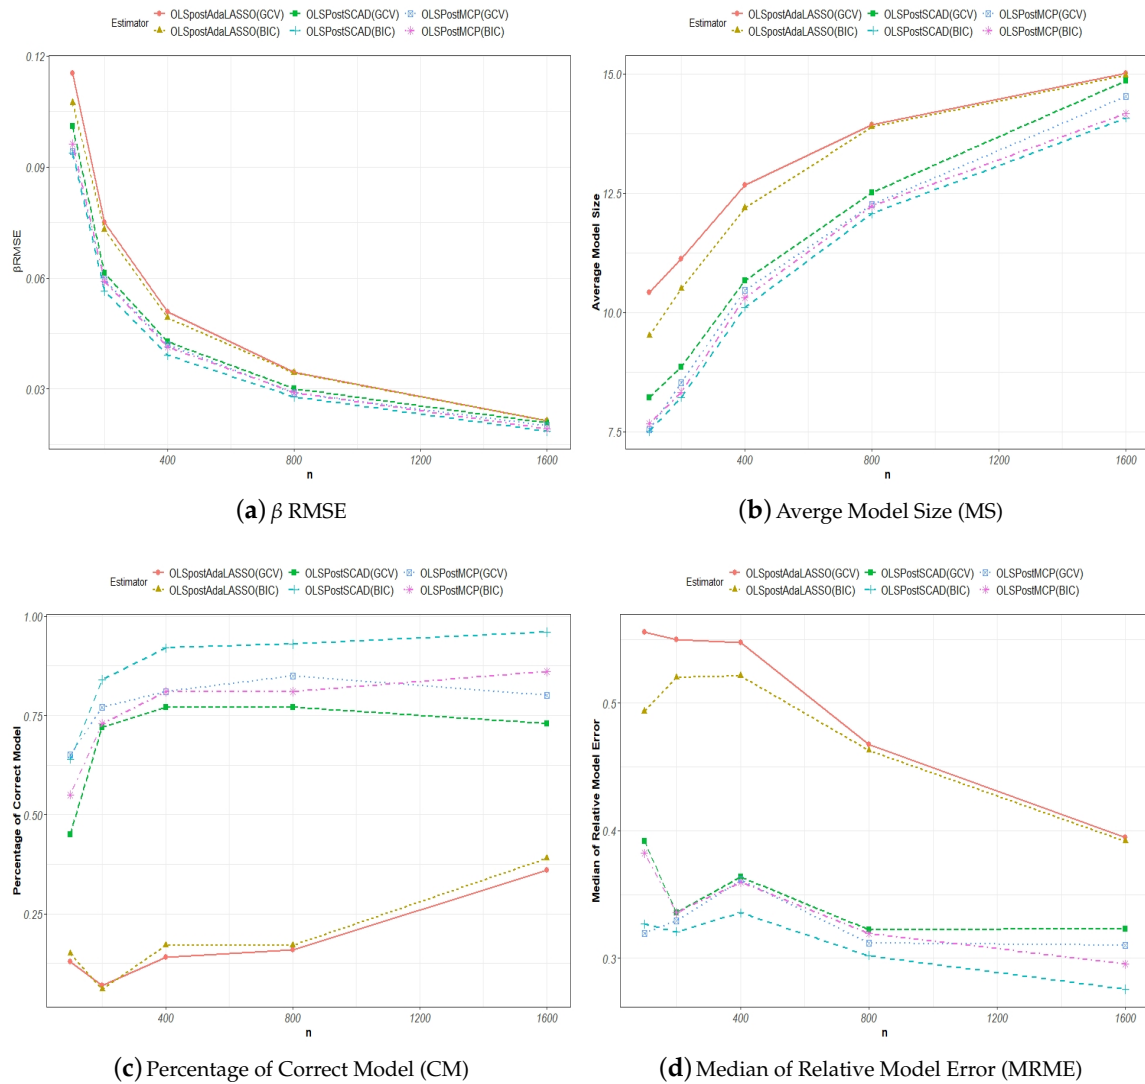 Estimator OLSpostAdaLASSO(GCV) OLSPostSCAD(GCV) OLSPostMCP(GCV)
OLSpostAdaLASSO(BIC) OLSPostSCAD(BIC) OLSPostMCP(BIC)
0.12
0.09
0.06
0.03
βRMSE
400 800 1200 1600
n
(a) β RMSE
Estimator OLSpostAdaLASSO(GCV) OLSPostSCAD(GCV) OLSPostMCP(GCV)
OLSpostAdaLASSO(BIC) OLSPostSCAD(BIC) OLSPostMCP(BIC)
15.0
12.5
10.0
7.5
Average Model Size
400 800 1200 1600
n
(b) Averge Model Size (MS)
Estimator OLSpostAdaLASSO(GCV) OLSPostSCAD(GCV) OLSPostMCP(GCV)
OLSpostAdaLASSO(BIC) OLSPostSCAD(BIC) OLSPostMCP(BIC)
1.00
0.75
0.50
0.25
Percentage of Correct Model
400 800 1200 1600
n
(c) Percentage of Correct Model (CM)
Estimator OLSpostAdaLASSO(GCV) OLSPostSCAD(GCV) OLSPostMCP(GCV)
OLSpostAdaLASSO(BIC) OLSPostSCAD(BIC) OLSPostMCP(BIC)
0.5
0.4
0.3
Median of Relative Model Error
400 800 1200 1600
n
(d) Median of Relative Model Error (MRME)